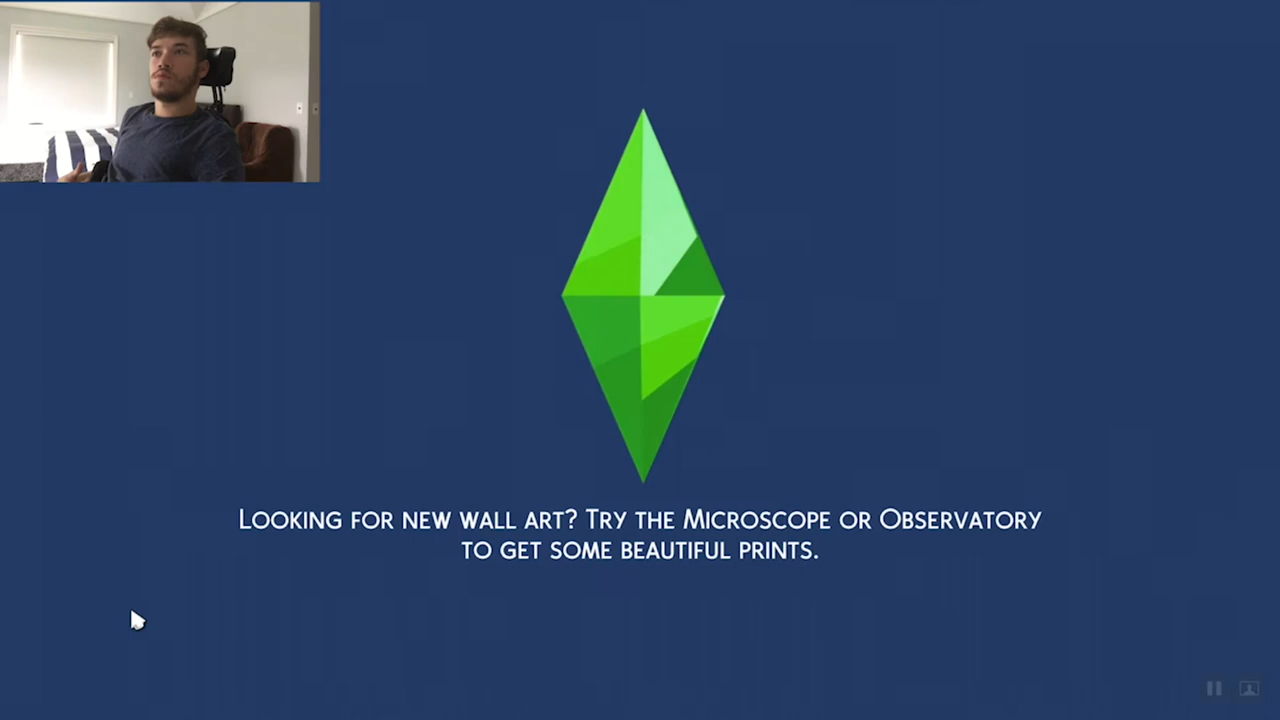 Looking for new wall art? Try the Microscope or Observatory
to get some beautiful prints.